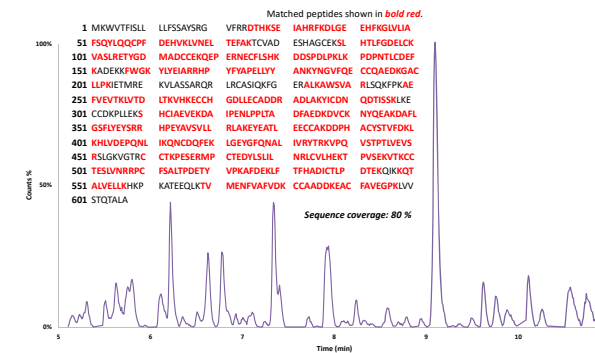 Matched peptides shown in bold red.
1 MKWVTFISLL LLFSSAYSRG VFRRDTHKSE IAHRFKDLGE EHFKGLVLIA
51 FSQYLQQCPF DEHVKLVNEL TEFAKTCVAD ESHAGCEKSL HTLFGDELCK
101 VASLRETYGD MADCCEKQEP ERNECFLSHK DDSPDLPKLK PDPNTLCDEF
151 KADEKKFWGK YLYEIARRHP YFYAPELLYY ANKYNGVFQE CCQAEDKGAC
201 LLPKIETMRE KVLASSARQR LRCASIQKFG ERALKAWSVA RLSQKFPKAE
251 FVEVTKLVTD LTKVHKECCH GDLLECADDR ADLAKYICDN QDTISSKLKE
301 CCDKPLLEKS HCIAEVEKDA IPENLPPLTA DFAEDKDVCK NYQEAKDAFL
351 GSFLYEYSRR HPEYAVSVLL RLAKEYEATL EECCAKDDPH ACYSTVFDKL
401 KHLVDEPQNL IKQNCDQFEK LGEYGFQNAL IVRYTRKVPQ VSTPTLVEVS
451 RSLGKVGTRC CTKPESERMP CTEDYLSLIL NRLCVLHEKT PVSEKVTKCC
501 TESLVNRRPC FSALTPDETY VPKAFDEKLF TFHADICTLP DTEKQIKKQT
551 ALVELLKHKP KATEEQLKTV MENFVAFVDK CCAADDKEAC FAVEGPKLVV
601 STQTALA
Sequence coverage: 80 %
100%
50%
0%
Counts %
5 6 7 8 9 10
Time (min)